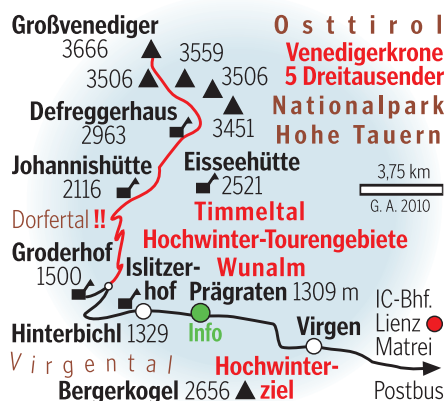 Großvenediger
Osttirol
3666
3559
Venedigerkrone
5 Dreitausender
3506
3506
Nationalpark
Defreggerhaus
2963
3451
Hohe Tauern
Johannishütte
Eisseehütte
2116
2521
3,75 km
G. A. 2010
Dorfertal !!
Timmeltal
Hochwinter-Tourengebiete
Wunalm
Groderhof
1500
Islitzer-
hof
Prägraten 1309 m
IC-Bhf.
Lienz
Matrei
Hinterbichl 1329
Info
Virgen
Virgental
Hochwinter-
ziel
Postbus
Bergerkogel 2656